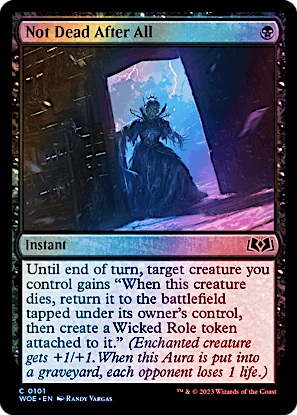 Not Dead After All
Instant
Until end of turn, target creature you
control gains “When this creature
dies, return it to the battlefield
tapped under its owner’s control,
then create a Wicked Role token
attached to it.” (Enchanted creature
gets +1/+1. When this Aura is put into
a graveyard, each opponent loses 1 life.)
C 0101
WOE • EN Randy Vargas
™ & © 2023 Wizards of the Coast